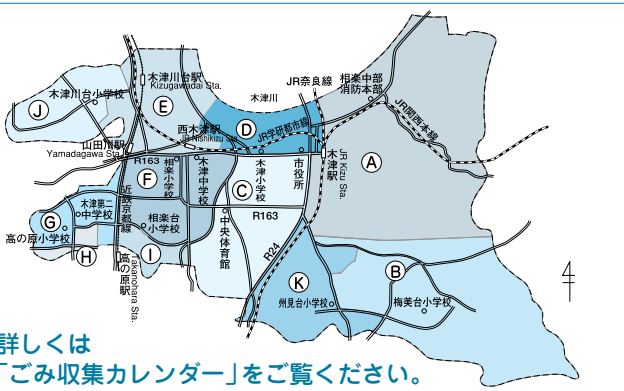 JR奈良線
相楽中部
消防本部
木津川
木津川台駅
Kizugawadai Sta.
木津川台小学校
J
E
D
西木津駅
JR Nishikizu Sta.
JR学研都市線
JR関西本線
山田川駅
Yamadagawa Sta.
R163
F
相楽小学校
木津中学校
C
木津小学校
市役所
木津駅
JR Kizu Sta.
A
木津第二
中学校
近鉄京都線
相楽台
小学校
中央体育館
R163
G
高の原小学校
H
高の原駅
Takanohara Sta.
I
R24
K
州見台小学校
B
梅美台小学校
詳しくは
「ごみ収集カレンダー」をご覧ください。